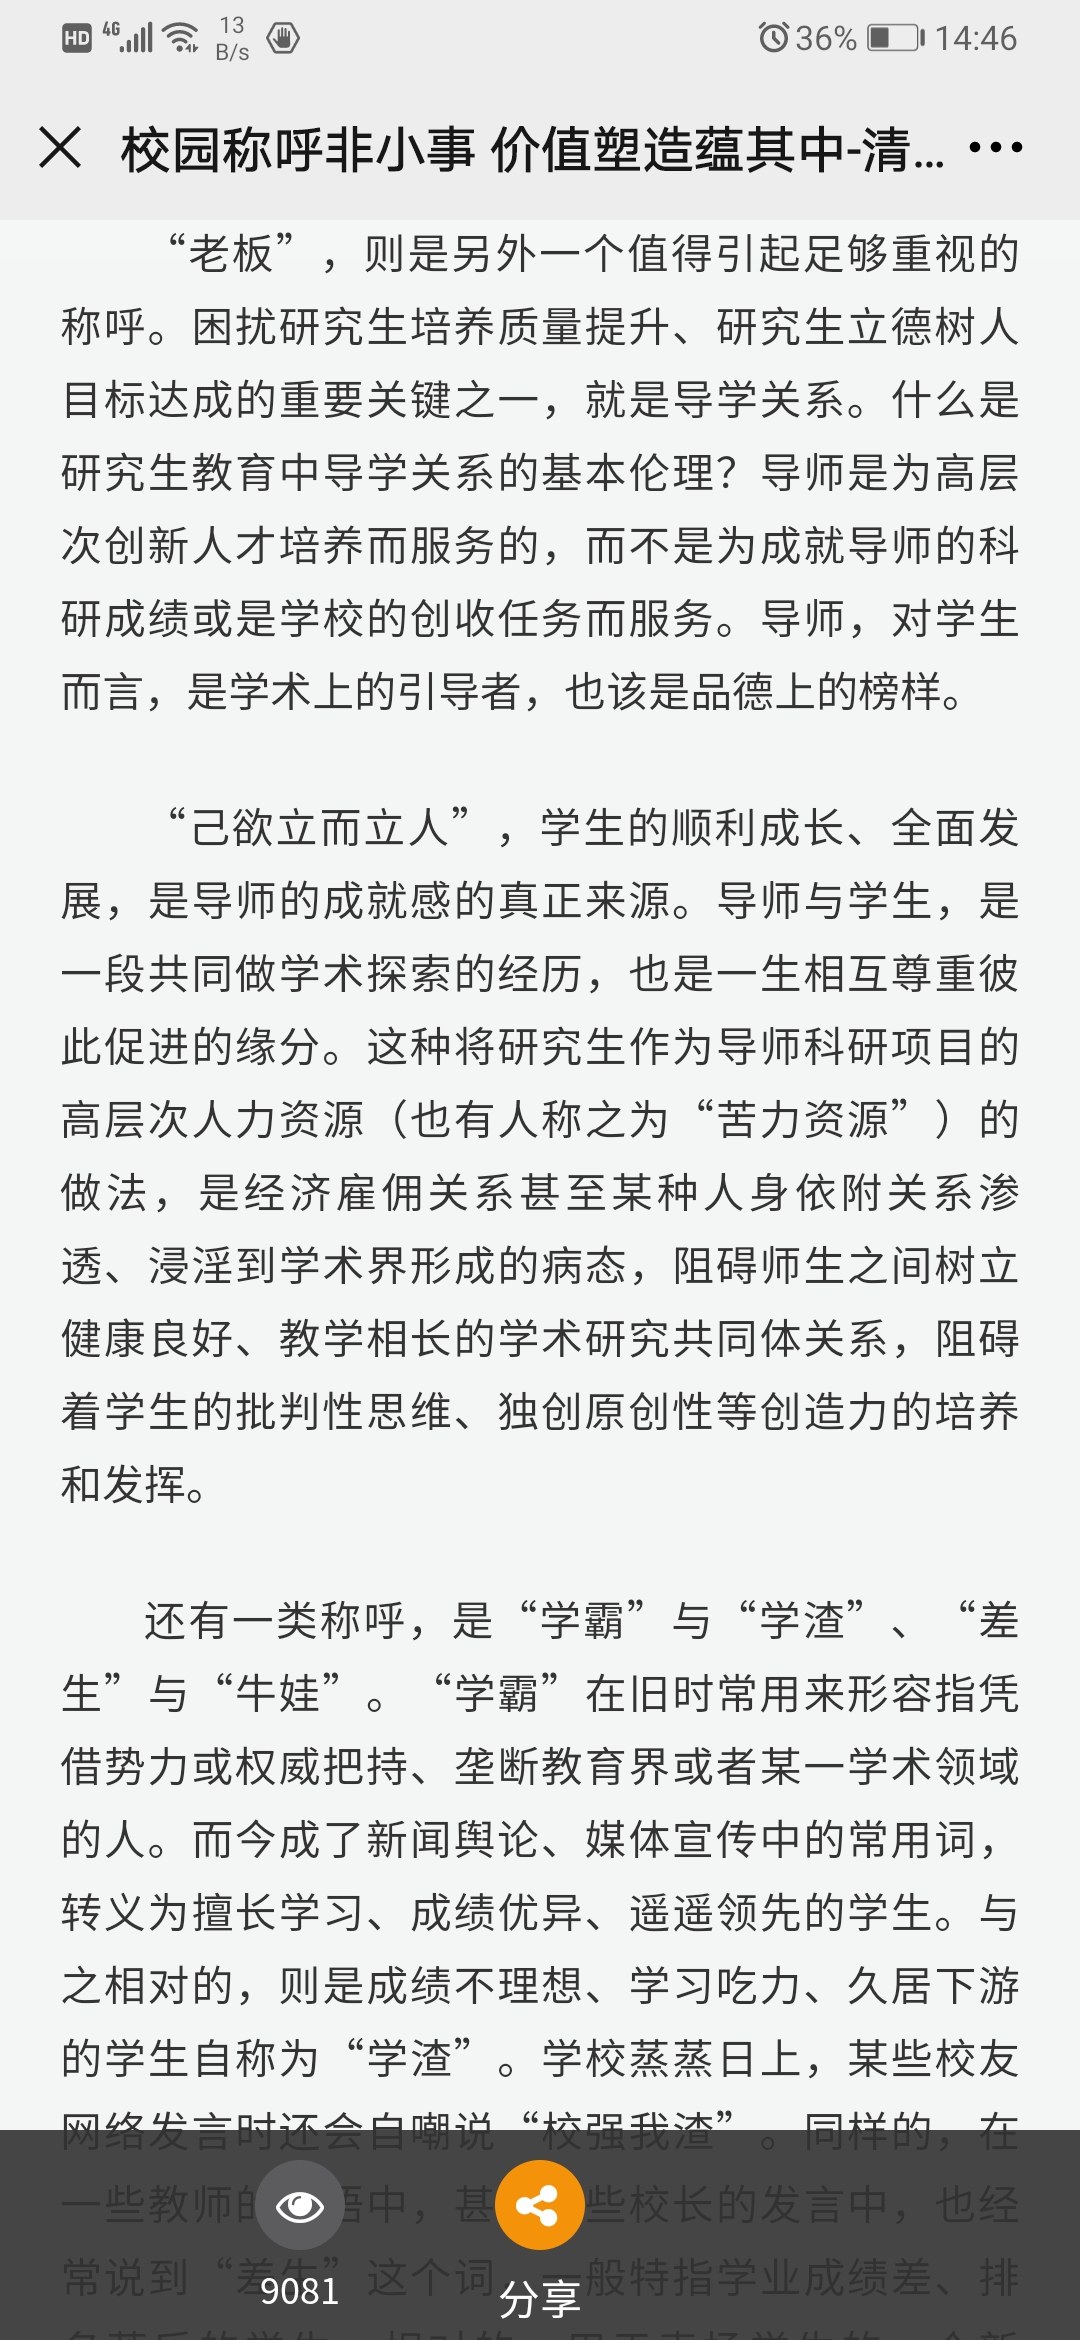 HD 4G 13 B/s 36% 14:46
校园称呼非小事 价值塑造蕴其中-清...
“老板”，则是另外一个值得引起足够重视的
称呼。困扰研究生培养质量提升、研究生立德树人
目标达成的重要关键之一，就是导学关系。什么是
研究生教育中导学关系的基本伦理？导师是为高层
次创新人才培养而服务的，而不是为成就导师的科
研成绩或是学校的创收任务而服务。导师，对学生
而言，是学术上的引导者，也该是品德上的榜样。
“己欲立而立人”，学生的顺利成长、全面发
展，是导师的成就感的真正来源。导师与学生，是
一段共同做学术探索的经历，也是一生相互尊重彼
此促进的缘分。这种将研究生作为导师科研项目的
高层次人力资源（也有人称之为“苦力资源”）的
做法，是经济雇佣关系甚至某种人身依附关系渗
透、浸淫到学术界形成的病态，阻碍师生之间树立
健康良好、教学相长的学术研究共同体关系，阻碍
着学生的批判性思维、独创原创性等创造力的培养
和发挥。
还有一类称呼，是“学霸”与“学渣”、“差
生”与“牛娃”。“学霸”在旧时常用来形容指凭
借势力或权威把持、垄断教育界或者某一学术领域
的人。而今成了新闻舆论、媒体宣传中的常用词，
转义为擅长学习、成绩优异、遥遥领先的学生。与
之相对的，则是成绩不理想、学习吃力、久居下游
的学生自称为“学渣”。学校蒸蒸日上，某些校友
网络发言时还会自嘲说“校强我渣”。同样的，在
一些教师的语中，甚些校长的发言中，也经
常说到“差生”这个词，一般特指学业成绩差、排
9081
分享